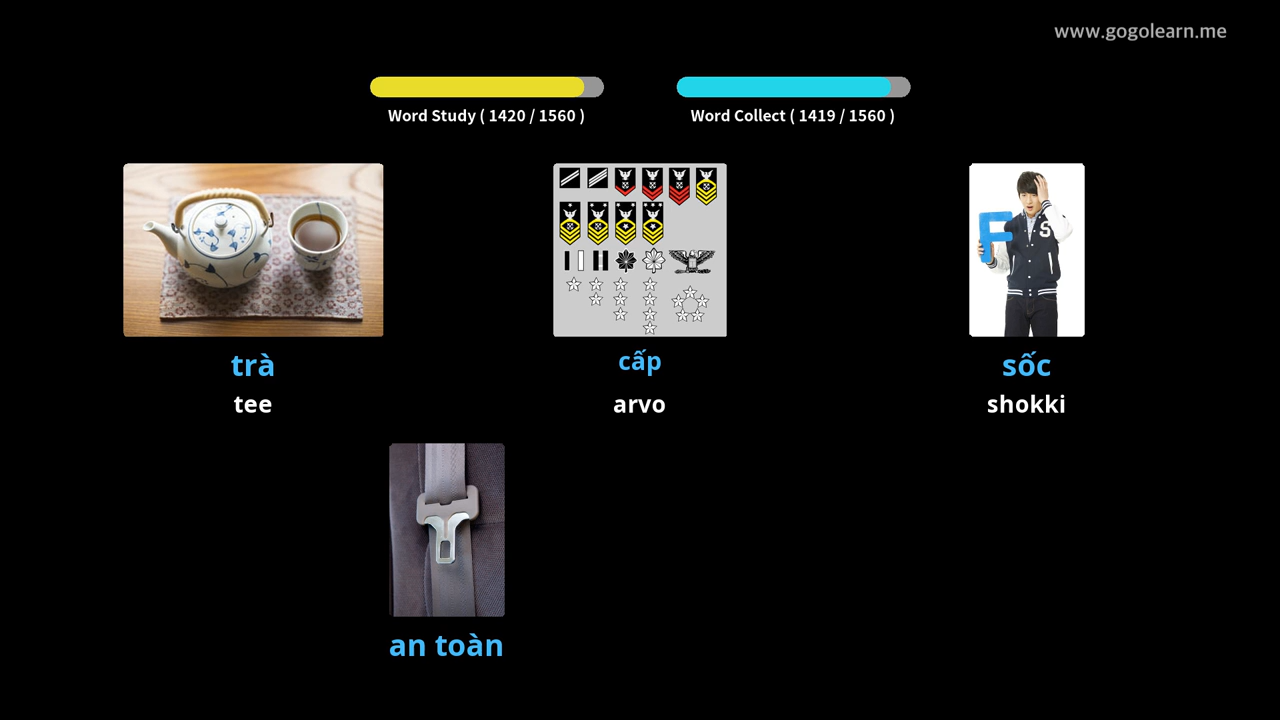 www.gogolearn.me
Word Study ( 1420 / 1560 )
Word Collect ( 1419 / 1560 )
F
S
trà
cấp
sốc
tee
arvo
shokki
an toàn